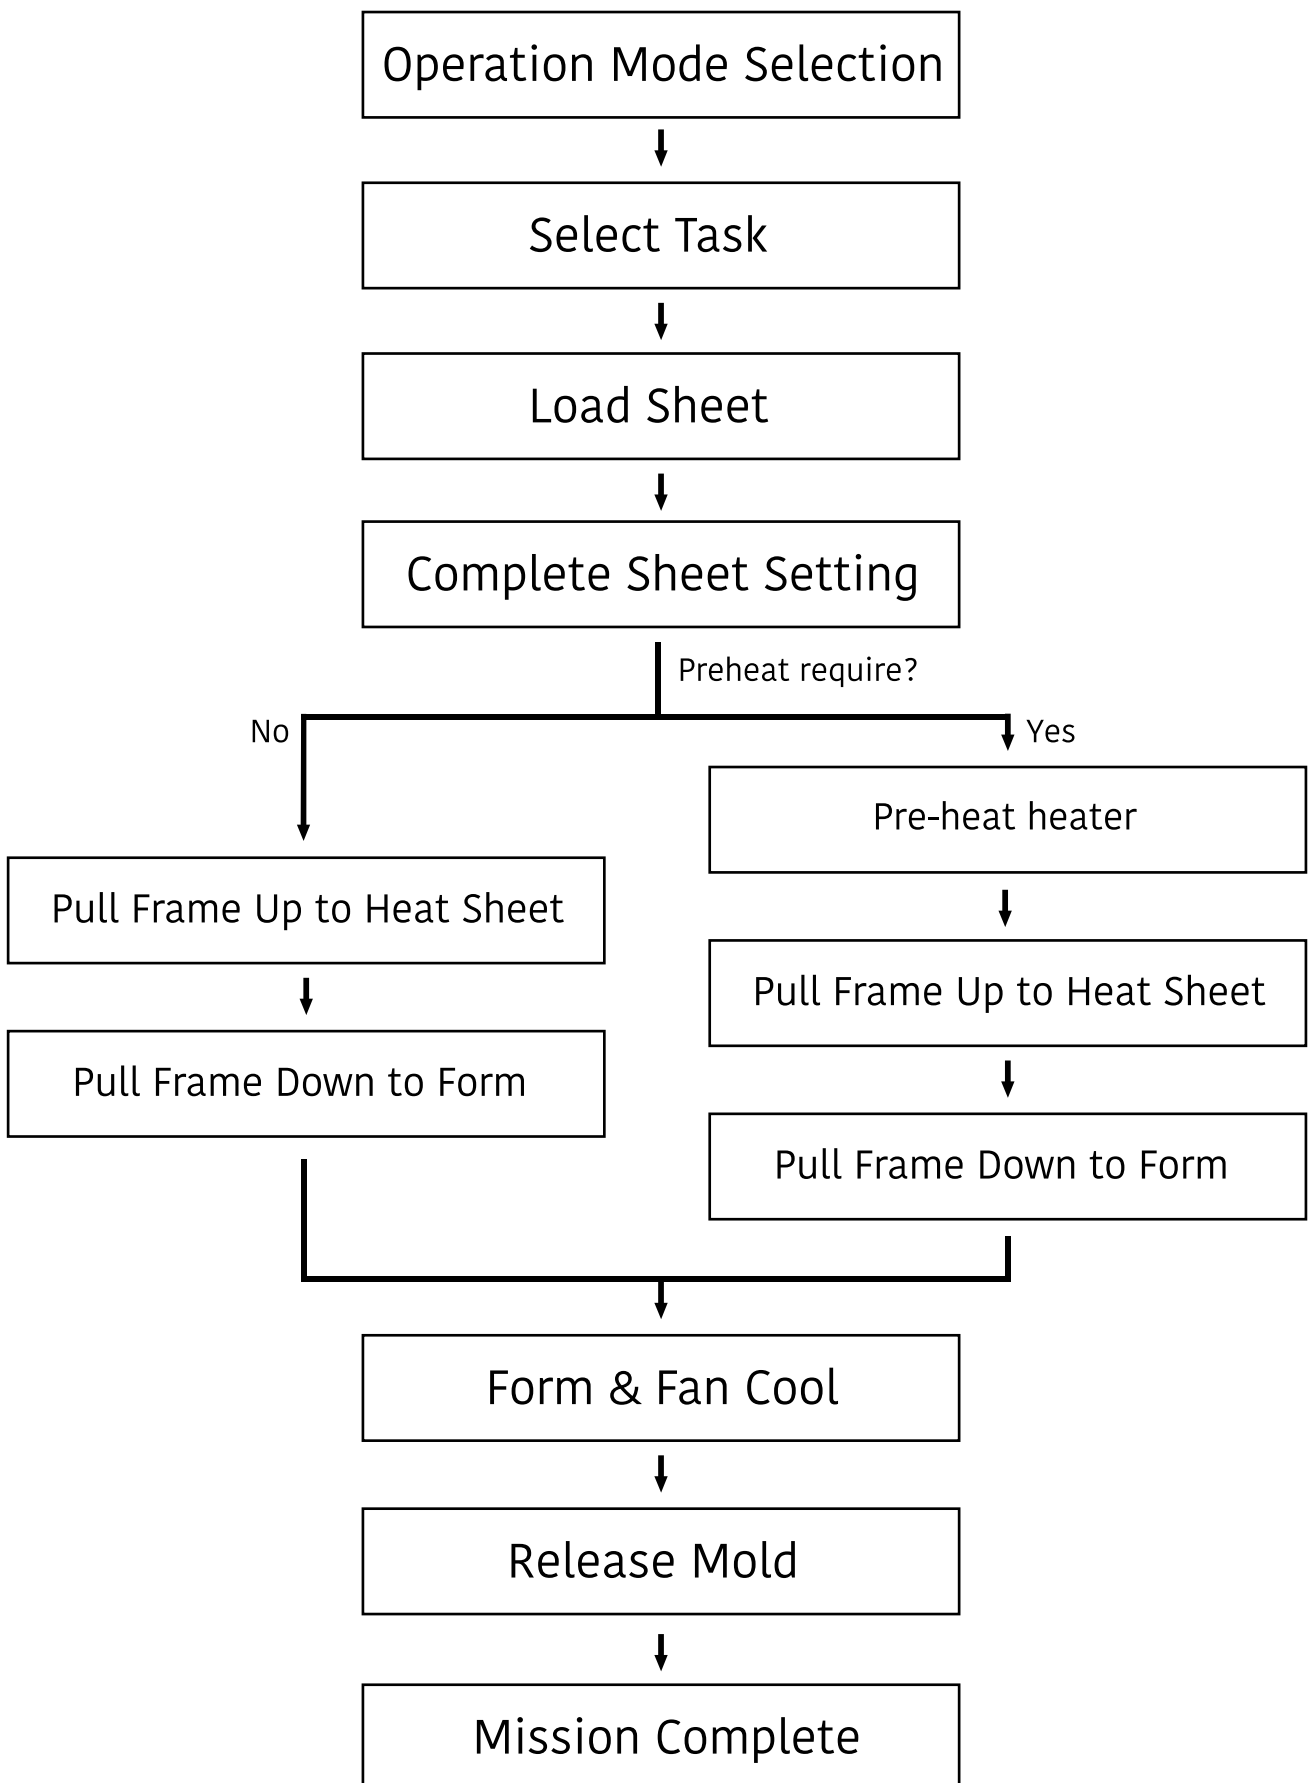 Operation Mode Selection
Select Task
Load Sheet
Complete Sheet Setting
Preheat require?
No
Yes
Pre-heat heater
Pull Frame Up to Heat Sheet
Pull Frame Up to Heat Sheet
Pull Frame Down to Form
Pull Frame Down to Form
Form & Fan Cool
Release Mold
Mission Complete